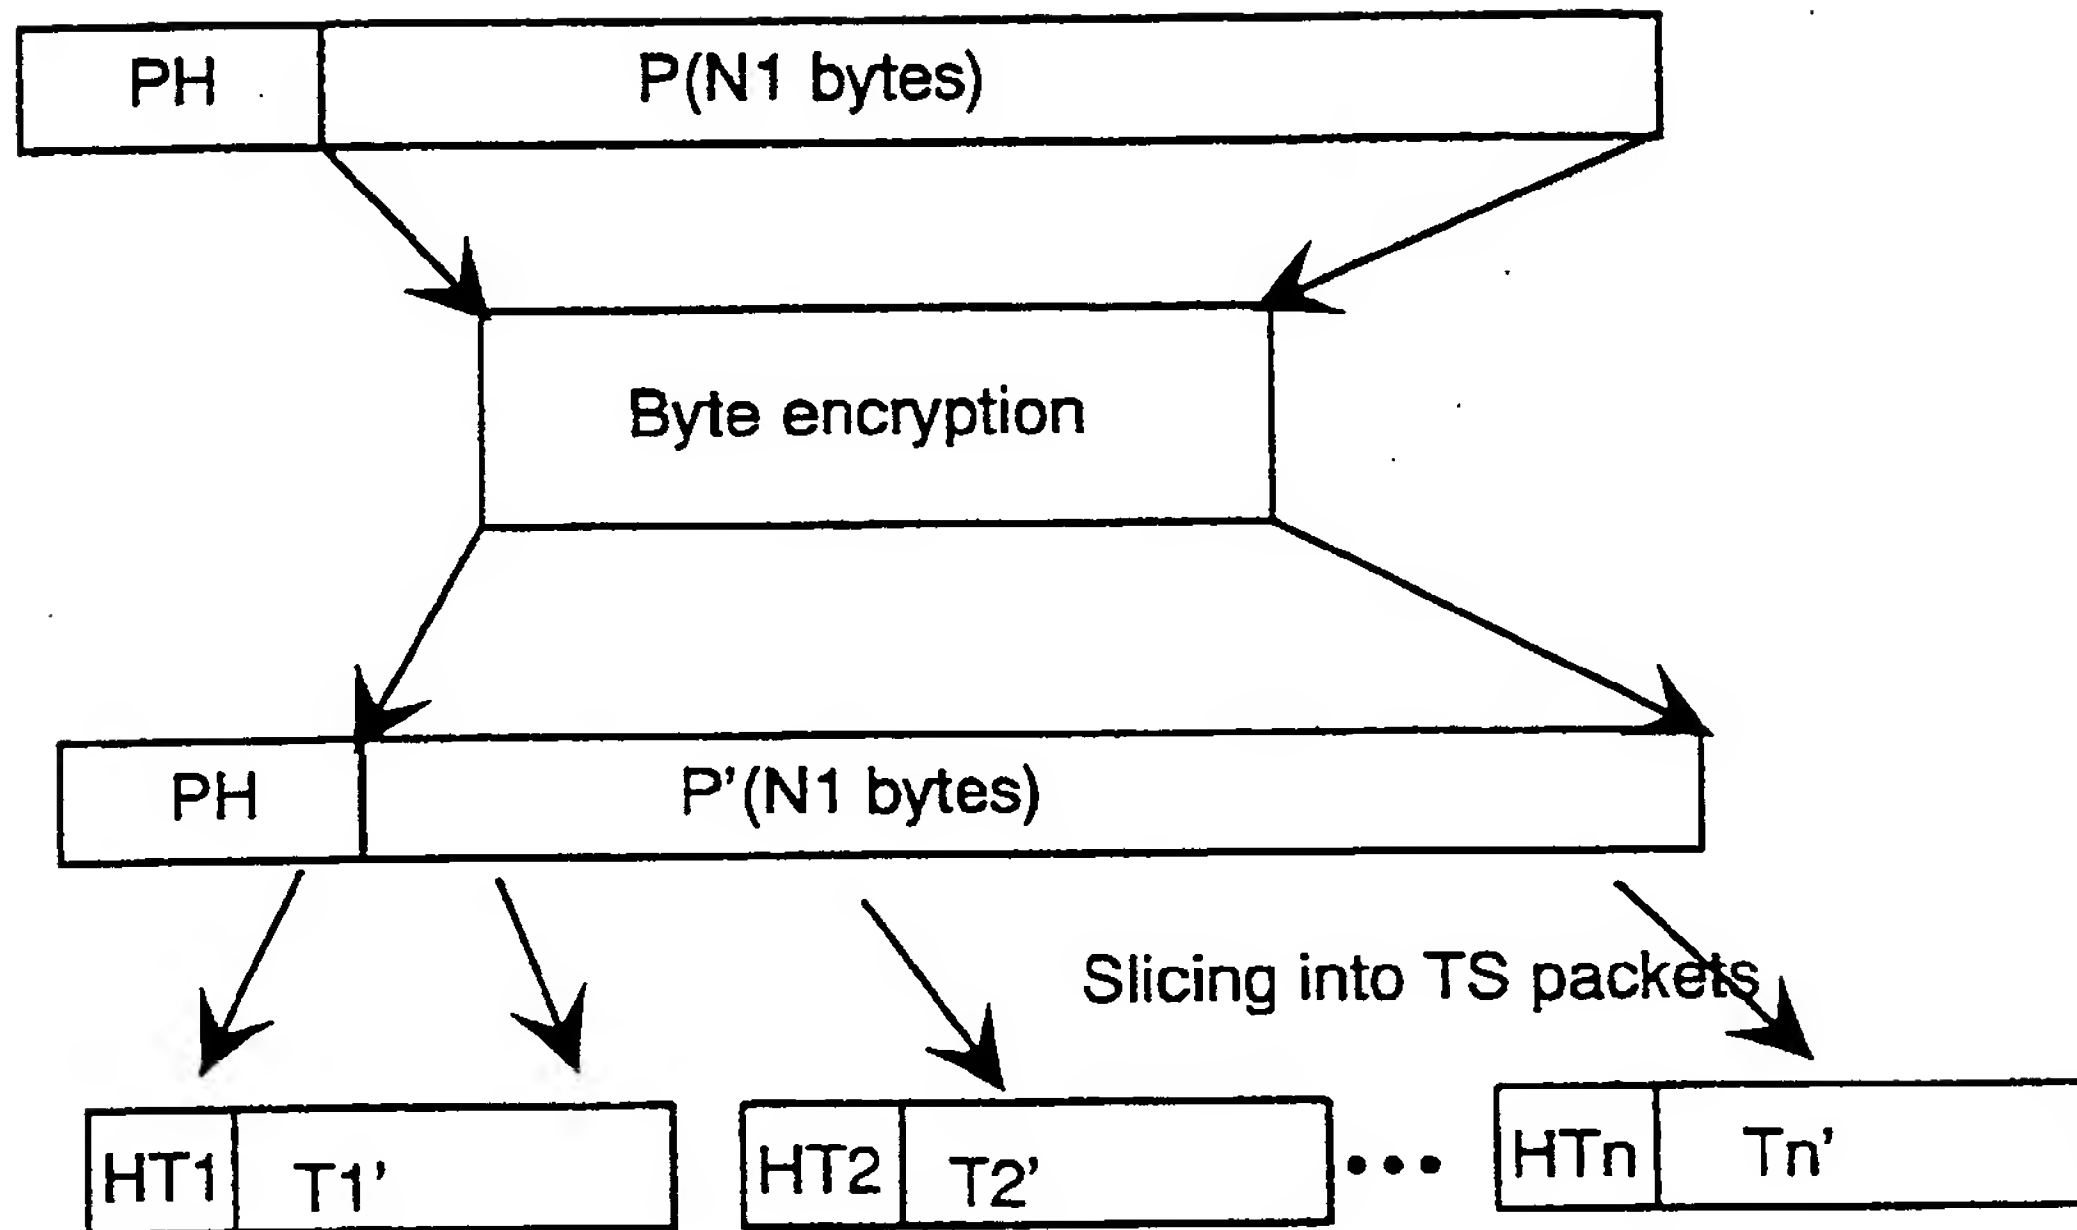 PH P(N1 bytes)
Byte encryption
PH P'(N1 bytes)
Slicing into TS packets
HT1 T1' HT2 T2' ••• HTn Tn'